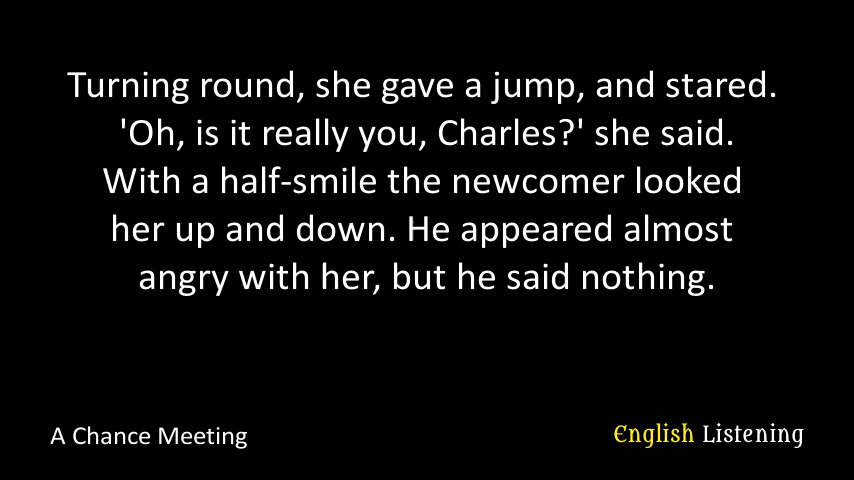 Turning round, she gave a jump, and stared.
'Oh, is it really you, Charles?' she said.
With a half-smile the newcomer looked
her up and down. He appeared almost
angry with her, but he said nothing.
A Chance Meeting
English Listening